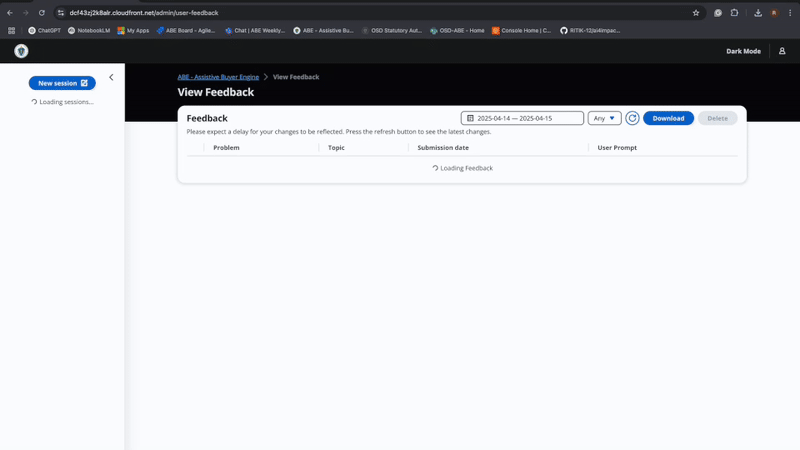 dcf43zj2k8alr.cloudfront.net/admin/user-feedback
ChatGPT
NotebookLM
My Apps
ABE Board - Agile...
Chat | ABE Weekly...
ABE - Assistive Bu...
OSD Statutory Aut...
OSD-ABE - Home
Console Home | C...
RITIK-12/ai4impac...
R
Dark Mode
New session
Loading sessions...
ABE - Assistive Buyer Engine
View Feedback
View Feedback
Feedback
2025-04-14 — 2025-04-15
Any
Download
Delete
Please expect a delay for your changes to be reflected. Press the refresh button to see the latest changes.
Problem
Topic
Submission date
User Prompt
Loading Feedback